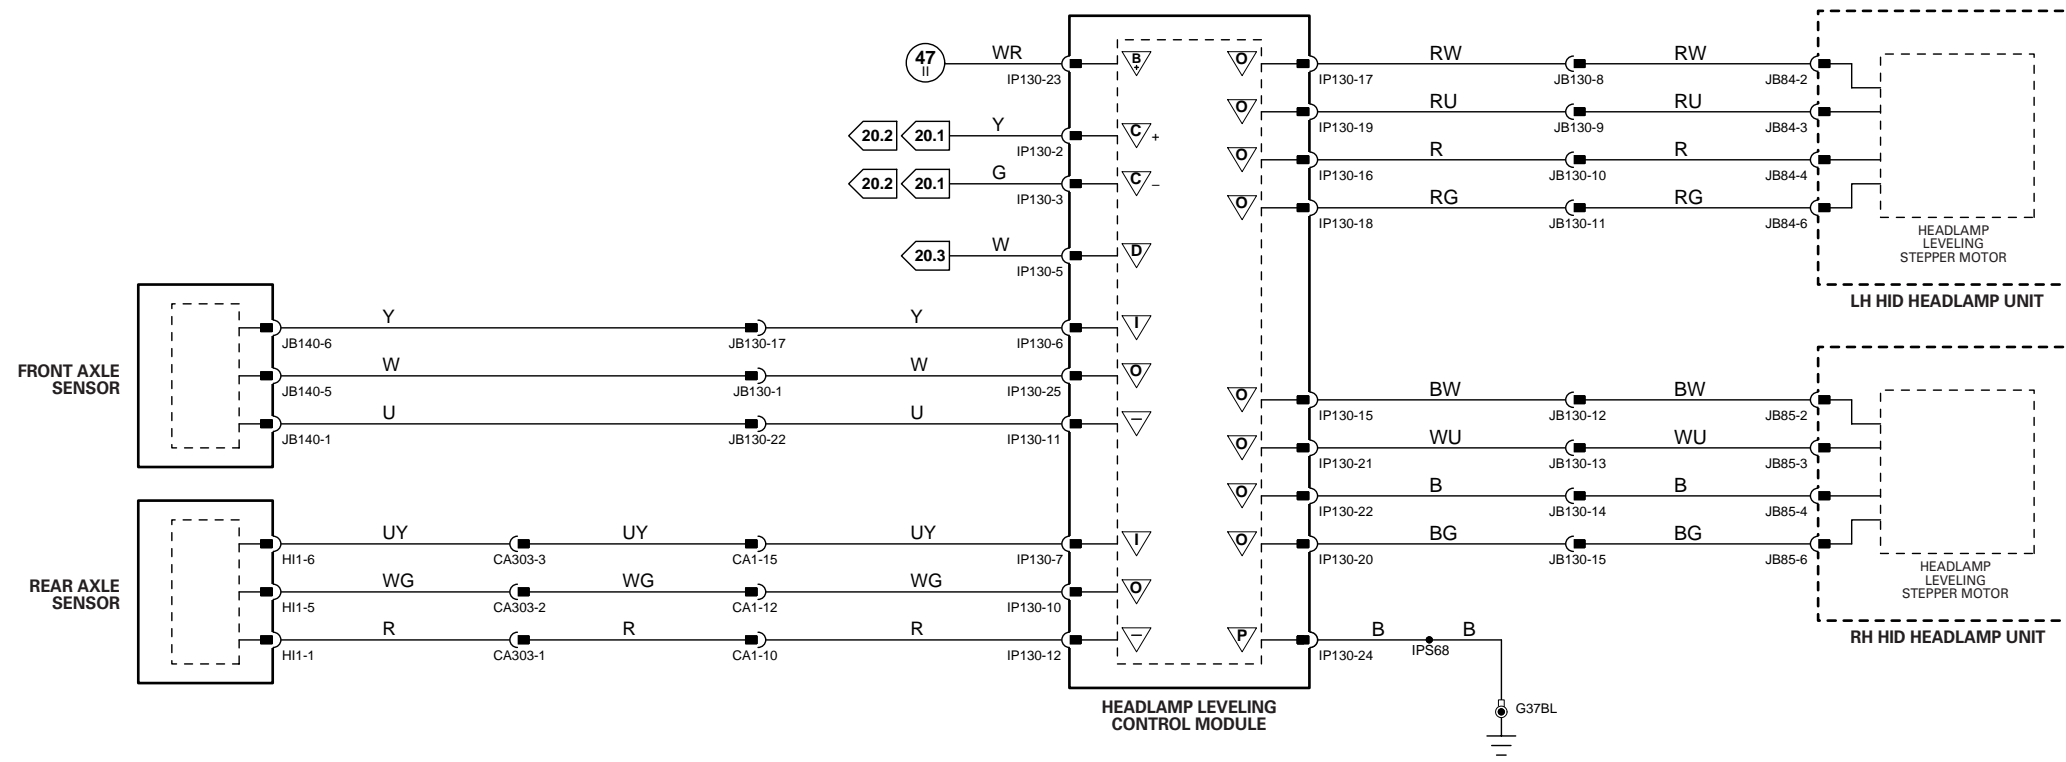 47
II
WR
IP130-23
B
+
20.2
20.1
Y
IP130-2
C
+
20.2
20.1
G
IP130-3
C
–
20.3
W
IP130-5
D
FRONT AXLE
SENSOR
JB140-6
Y
JB130-17
Y
IP130-6
I
JB140-5
W
JB130-1
W
IP130-25
O
JB140-1
U
JB130-22
U
IP130-11
–
REAR AXLE
SENSOR
HI1-6
UY
CA303-3
UY
CA1-15
UY
IP130-7
I
HI1-5
WG
CA303-2
WG
CA1-12
WG
IP130-10
O
HI1-1
R
CA303-1
R
CA1-10
R
IP130-12
–
HEADLAMP LEVELING
CONTROL MODULE
O
IP130-17
RW
JB130-8
RW
JB84-2
O
IP130-19
RU
JB130-9
RU
JB84-3
O
IP130-16
R
JB130-10
R
JB84-4
O
IP130-18
RG
JB130-11
RG
JB84-6
HEADLAMP
LEVELING
STEPPER MOTOR
LH HID HEADLAMP UNIT
O
IP130-15
BW
JB130-12
BW
JB85-2
O
IP130-21
WU
JB130-13
WU
JB85-3
O
IP130-22
B
JB130-14
B
JB85-4
O
IP130-20
BG
JB130-15
BG
JB85-6
HEADLAMP
LEVELING
STEPPER MOTOR
RH HID HEADLAMP UNIT
P
IP130-24
B
IPS68
B
G37BL